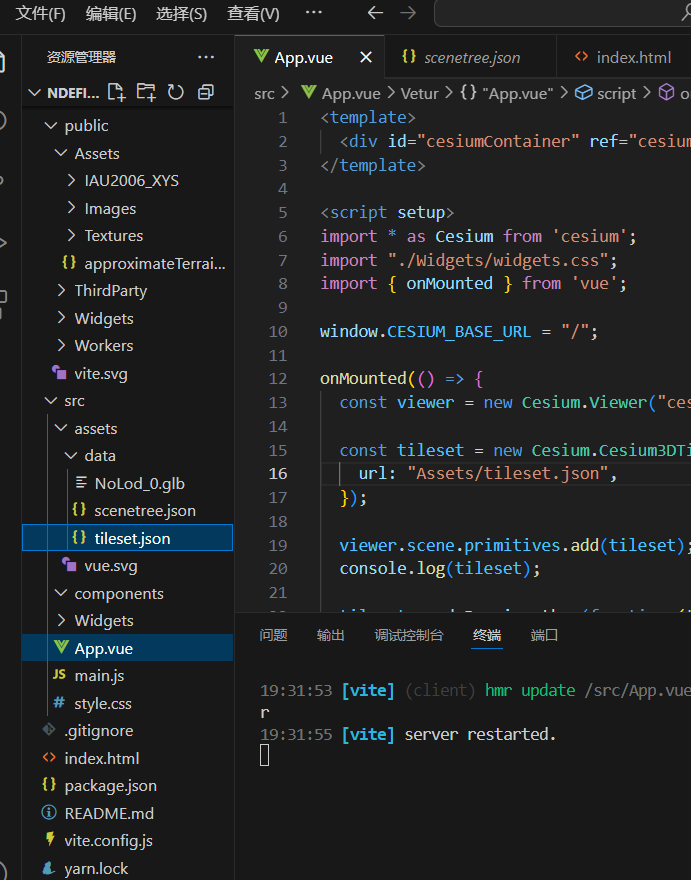 文件(F) 编辑(E) 选择(S) 查看(V) ···
资源管理器 ···
NDEFI...
public
Assets
IAU2006_XYS
Images
Textures
{} approximateTerrai...
ThirdParty
Widgets
Workers
vite.svg
src
assets
data
NoLod_0.glb
{} scenetree.json
{} tileset.json
vue.svg
components
Widgets
App.vue
JS main.js
# style.css
.gitignore
<> index.html
{} package.json
README.md
vite.config.js
yarn.lock
App.vue
{} scenetree.json
<> index.html
src > App.vue > Vetur > {} "App.vue" > script >
1 <template>
2 <div id="cesiumContainer" ref="cesium
3 </template>
4
5 <script setup>
6 import * as Cesium from 'cesium';
7 import "./Widgets/widgets.css";
8 import { onMounted } from 'vue';
9
10 window.CESIUM_BASE_URL = "/";
11
12 onMounted(() => {
13 const viewer = new Cesium.Viewer("ces
14
15 const tileset = new Cesium.Cesium3DTi
16 url: "Assets/tileset.json",
17 });
18
19 viewer.scene.primitives.add(tileset);
20 console.log(tileset);
21
问题 输出 调试控制台 终端 端口
19:31:53 [vite] (client) hmr update /src/App.vue
r
19:31:55 [vite] server restarted.